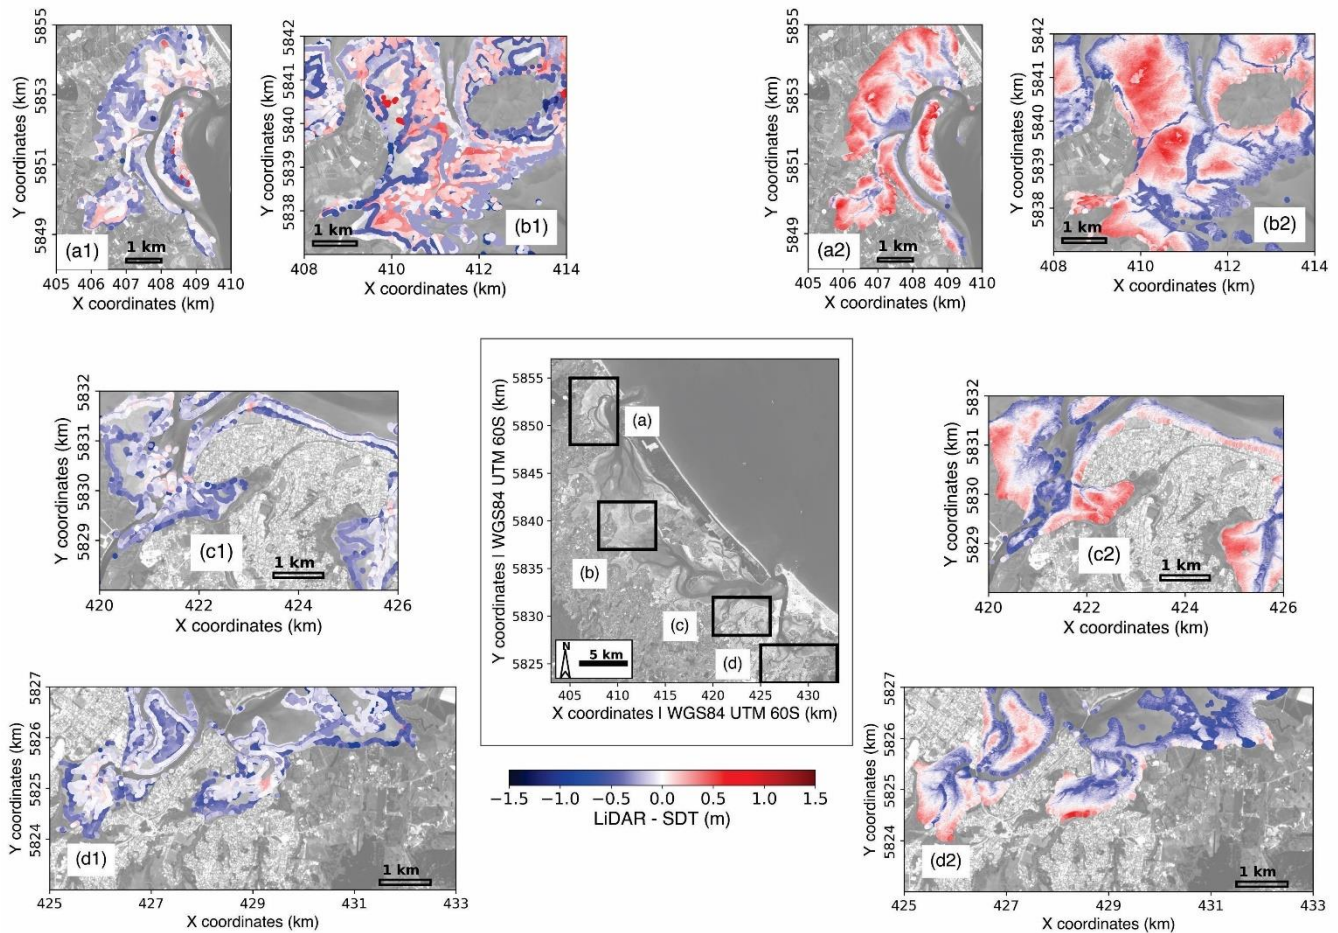 5855
5853
5851
5849
Y coordinates (km)
(a1)
1 km
405 406 407 408 409 410
X coordinates (km)
5842
5841
5840
5839
5838
Y coordinates (km)
(b1)
1 km
408 410 412 414
X coordinates (km)
5855
5853
5851
5849
Y coordinates (km)
(a2)
1 km
405 406 407 408 409 410
X coordinates (km)
5842
5841
5840
5839
5838
Y coordinates (km)
(b2)
1 km
408 410 412 414
X coordinates (km)
5832
5831
5830
5829
Y coordinates (km)
(c1)
1 km
420 422 424 426
X coordinates (km)
5855
5850
5845
5840
5835
5830
5825
Y coordinates | WGS84 UTM 60S (km)
(a)
(b)
(c)
(d)
N
5 km
405 410 415 420 425 430
X coordinates | WGS84 UTM 60S (km)
5832
5831
5830
5829
Y coordinates (km)
(c2)
1 km
420 422 424 426
X coordinates (km)
5827
5826
5825
5824
Y coordinates (km)
(d1)
1 km
425 427 429 431 433
X coordinates (km)
−1.5 −1.0 −0.5 0.0 0.5 1.0 1.5
LiDAR - SDT (m)
5827
5826
5825
5824
Y coordinates (km)
(d2)
1 km
425 427 429 431 433
X coordinates (km)